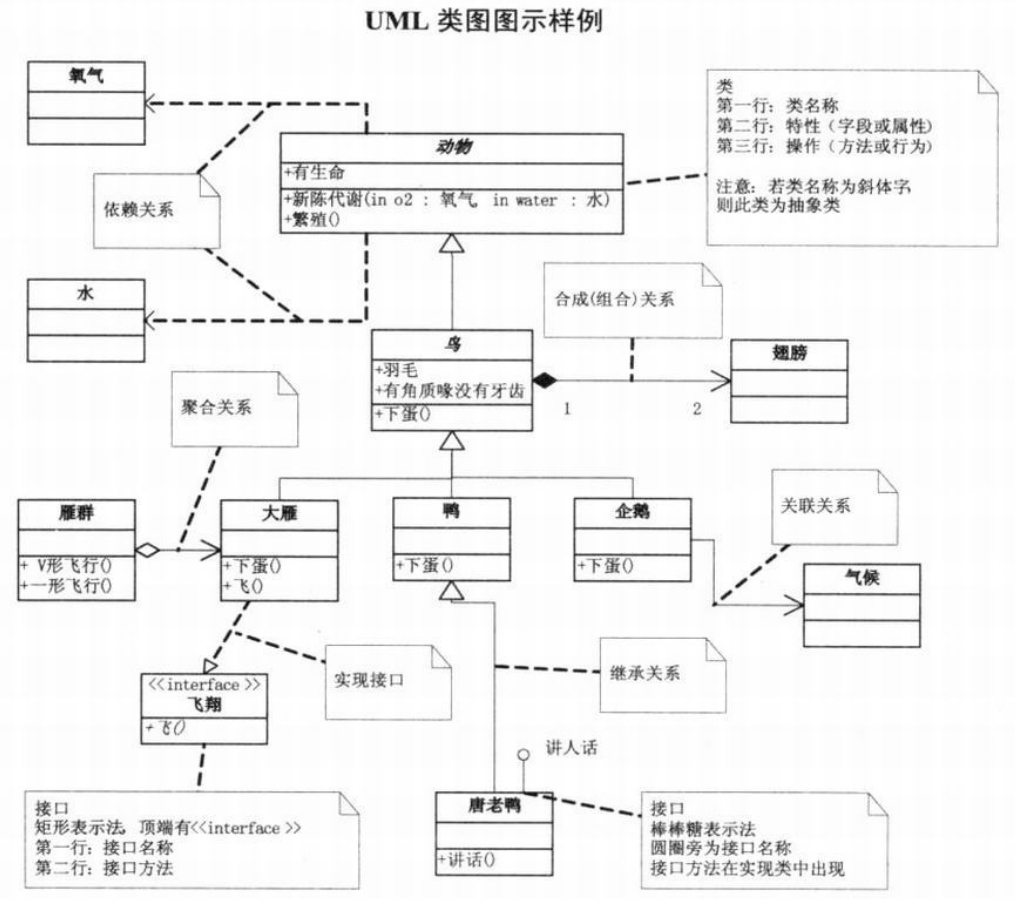 UML 类图图示样例
氧气
类
第一行：类名称
第二行：特性（字段或属性）
第三行：操作（方法或行为）
注意：若类名称为斜体字，
则此类为抽象类
动物
+有生命
+新陈代谢(in o2 : 氧气, in water : 水)
+繁殖()
依赖关系
水
合成(组合)关系
鸟
+羽毛
+有角质喙没有牙齿
+下蛋()
1
2
翅膀
聚合关系
雁群
+ V形飞行()
+一形飞行()
大雁
+下蛋()
+飞()
鸭
+下蛋()
企鹅
+下蛋()
关联关系
气候
<<interface>>
飞翔
+飞()
实现接口
继承关系
讲人话
唐老鸭
+讲话()
接口
矩形表示法，顶端有<<interface>>
第一行：接口名称
第二行：接口方法
接口
棒棒糖表示法
圆圈旁为接口名称
接口方法在实现类中出现